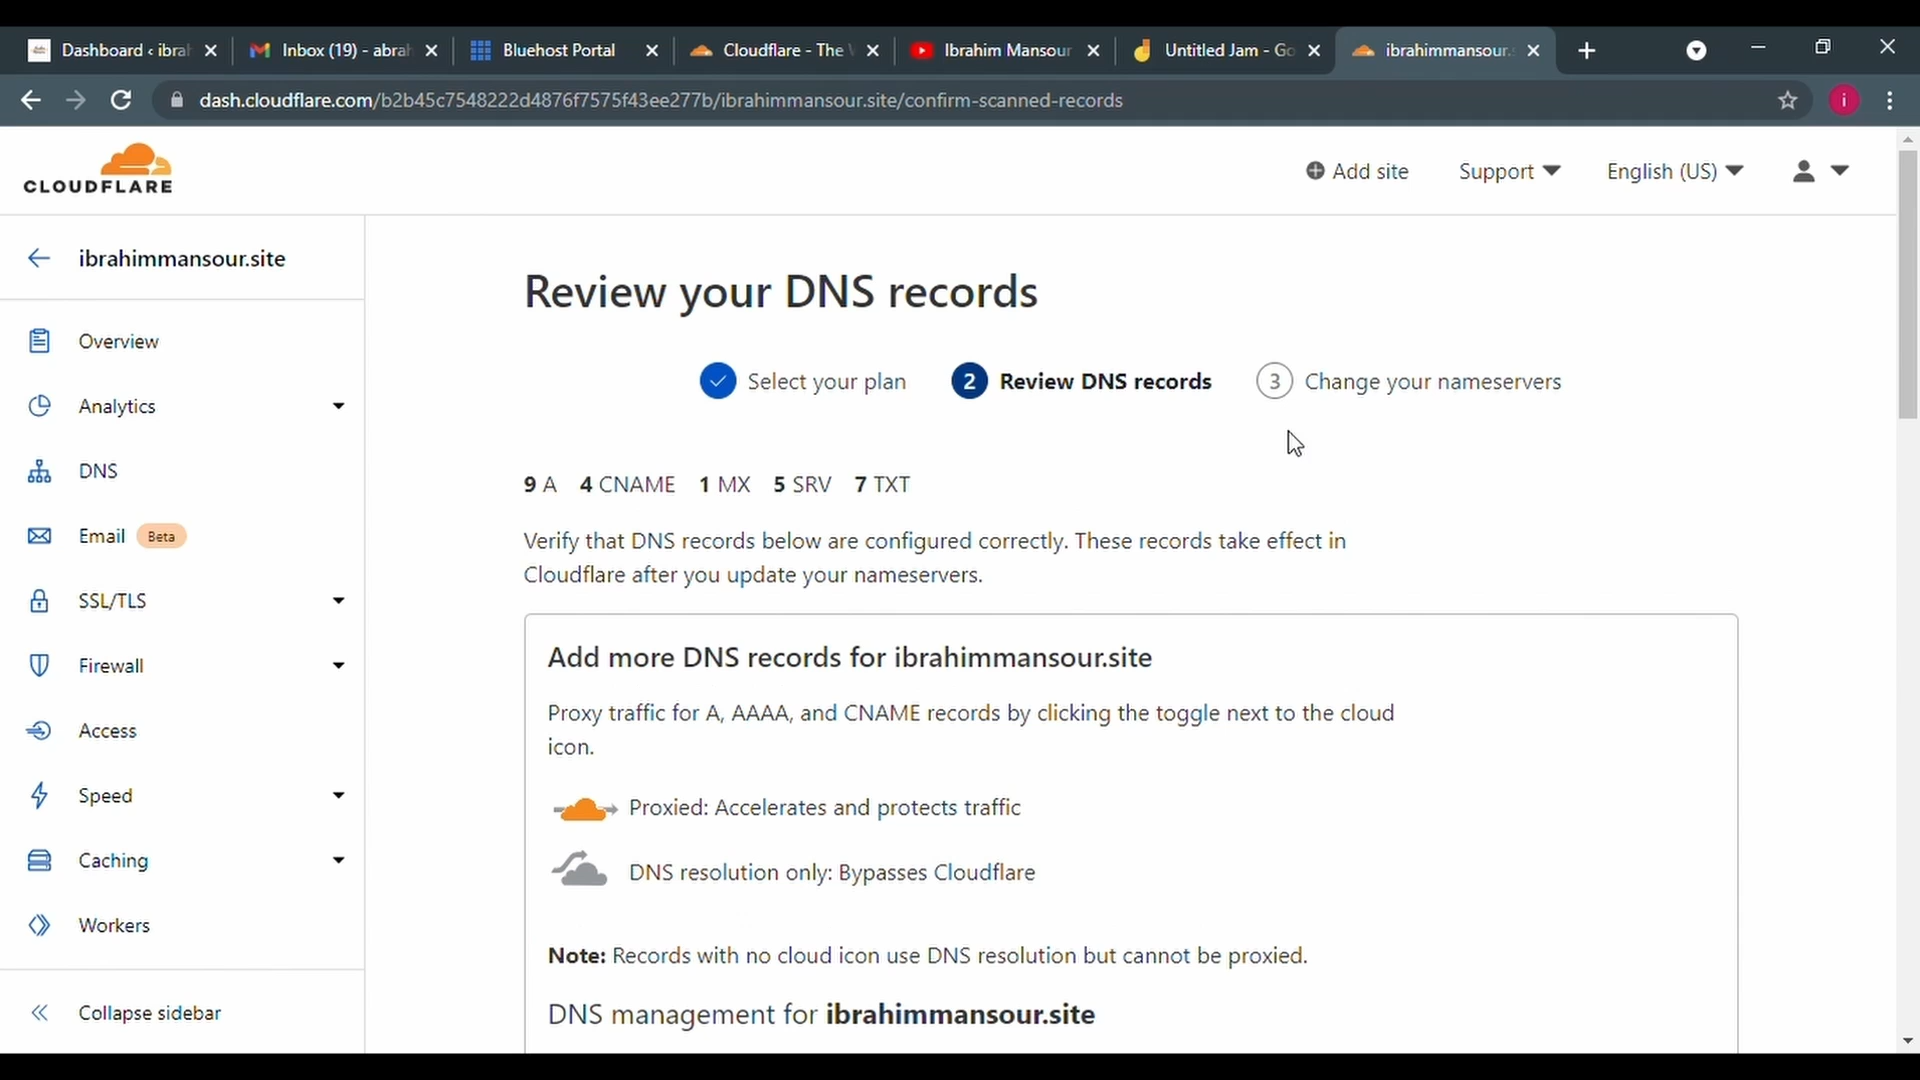 Dashboard ‹ ibrah
Inbox (19) - abrah
Bluehost Portal
Cloudflare - The
Ibrahim Mansour
Untitled Jam - Go
ibrahimmansour.s
dash.cloudflare.com/b2b45c7548222d4876f7575f43ee277b/ibrahimmansour.site/confirm-scanned-records
i
CLOUDFLARE
Add site
Support
English (US)
ibrahimmansour.site
Overview
Analytics
DNS
Email Beta
SSL/TLS
Firewall
Access
Speed
Caching
Workers
Collapse sidebar
Review your DNS records
Select your plan
2 Review DNS records
3 Change your nameservers
9 A 4 CNAME 1 MX 5 SRV 7 TXT
Verify that DNS records below are configured correctly. These records take effect in
Cloudflare after you update your nameservers.
Add more DNS records for ibrahimmansour.site
Proxy traffic for A, AAAA, and CNAME records by clicking the toggle next to the cloud
icon.
Proxied: Accelerates and protects traffic
DNS resolution only: Bypasses Cloudflare
Note: Records with no cloud icon use DNS resolution but cannot be proxied.
DNS management for ibrahimmansour.site